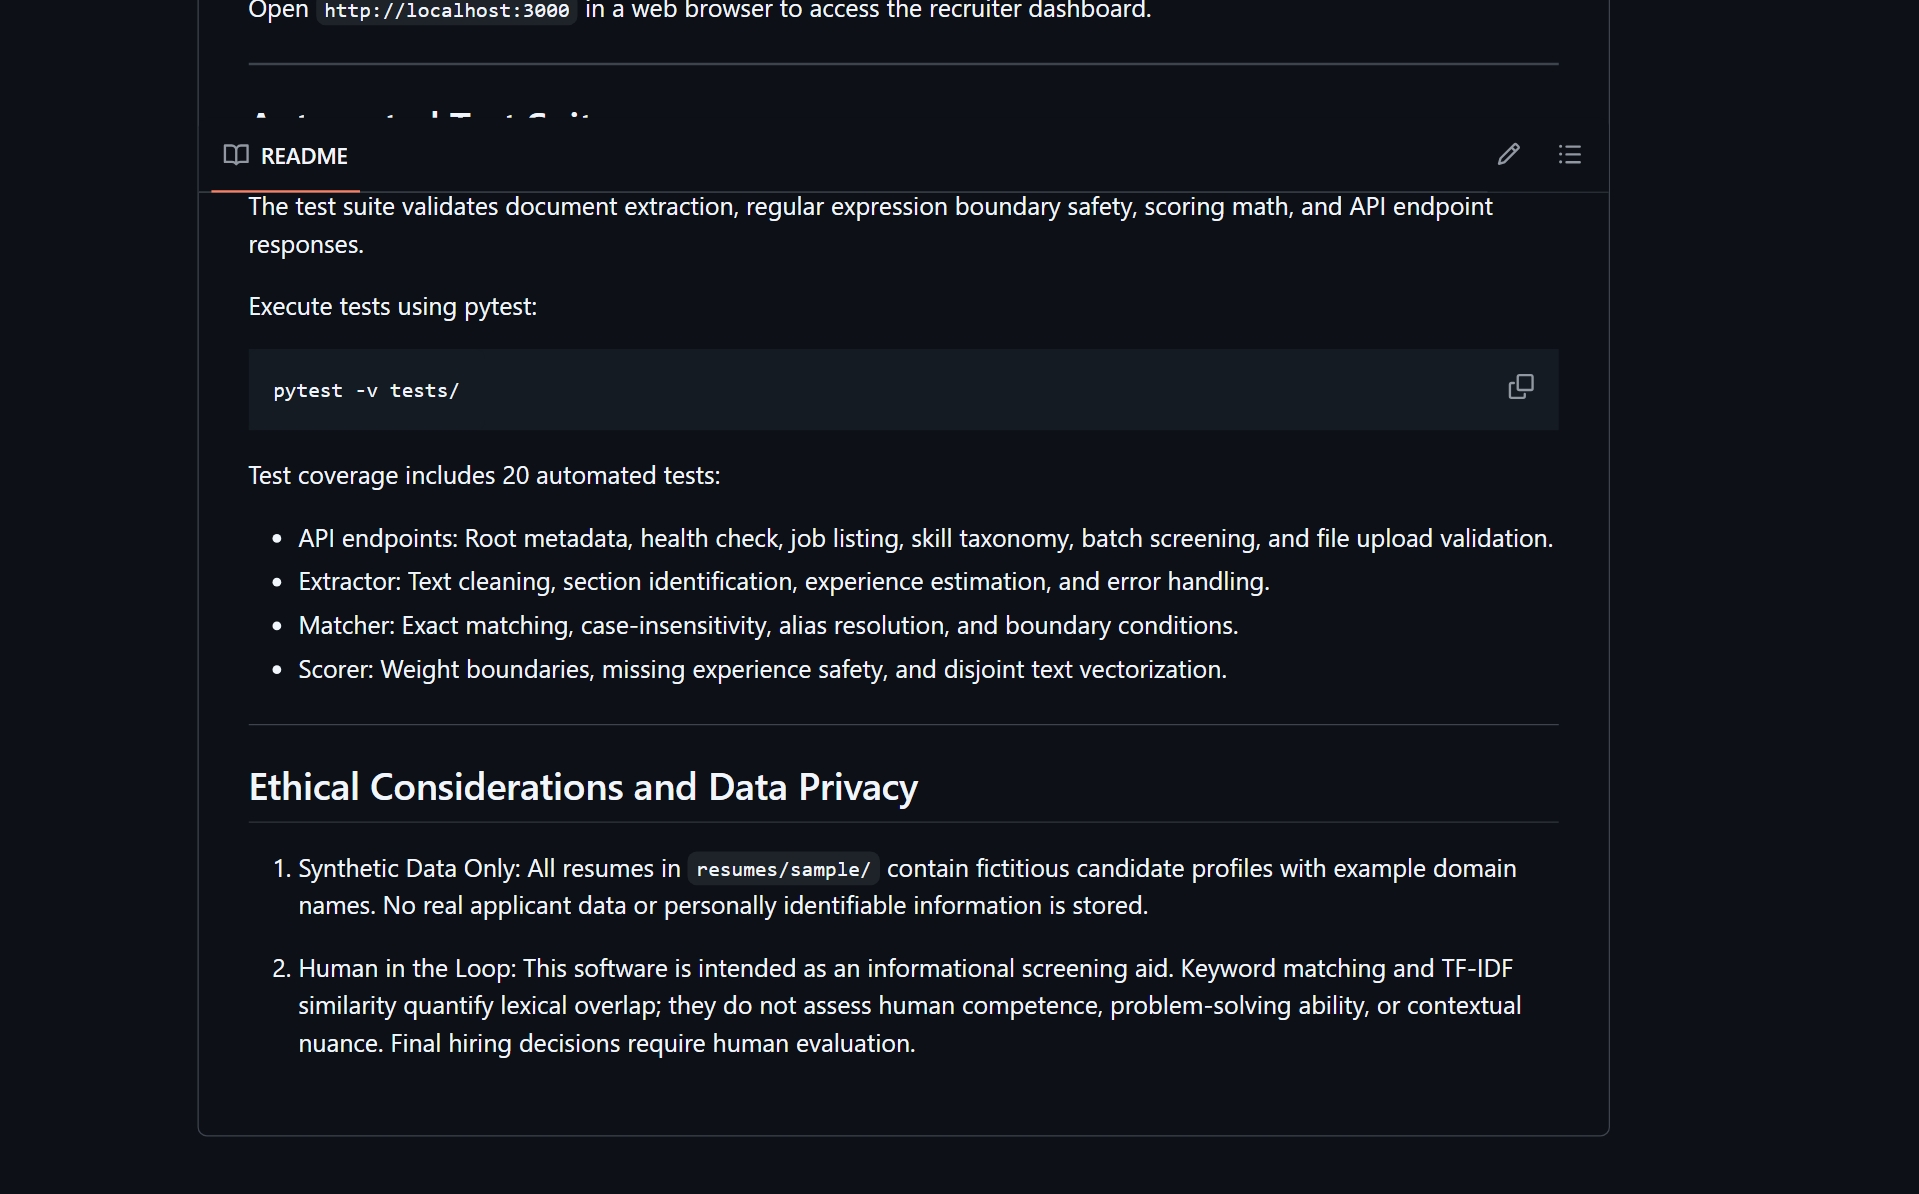 Open http://localhost:3000 in a web browser to access the recruiter dashboard.
Automated Test Suite
README
The test suite validates document extraction, regular expression boundary safety, scoring math, and API endpoint
responses.
Execute tests using pytest:
pytest -v tests/
Test coverage includes 20 automated tests:
• API endpoints: Root metadata, health check, job listing, skill taxonomy, batch screening, and file upload validation.
• Extractor: Text cleaning, section identification, experience estimation, and error handling.
• Matcher: Exact matching, case-insensitivity, alias resolution, and boundary conditions.
• Scorer: Weight boundaries, missing experience safety, and disjoint text vectorization.
Ethical Considerations and Data Privacy
1. Synthetic Data Only: All resumes in resumes/sample/ contain fictitious candidate profiles with example domain
names. No real applicant data or personally identifiable information is stored.
2. Human in the Loop: This software is intended as an informational screening aid. Keyword matching and TF-IDF
similarity quantify lexical overlap; they do not assess human competence, problem-solving ability, or contextual
nuance. Final hiring decisions require human evaluation.